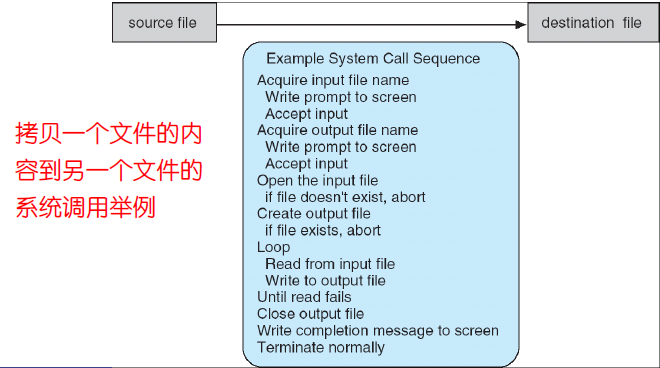 source file
destination file
Example System Call Sequence
Acquire input file name
Write prompt to screen
Accept input
Acquire output file name
Write prompt to screen
Accept input
Open the input file
if file doesn't exist, abort
Create output file
if file exists, abort
Loop
Read from input file
Write to output file
Until read fails
Close output file
Write completion message to screen
Terminate normally
拷贝一个文件的内
容到另一个文件的
系统调用举例